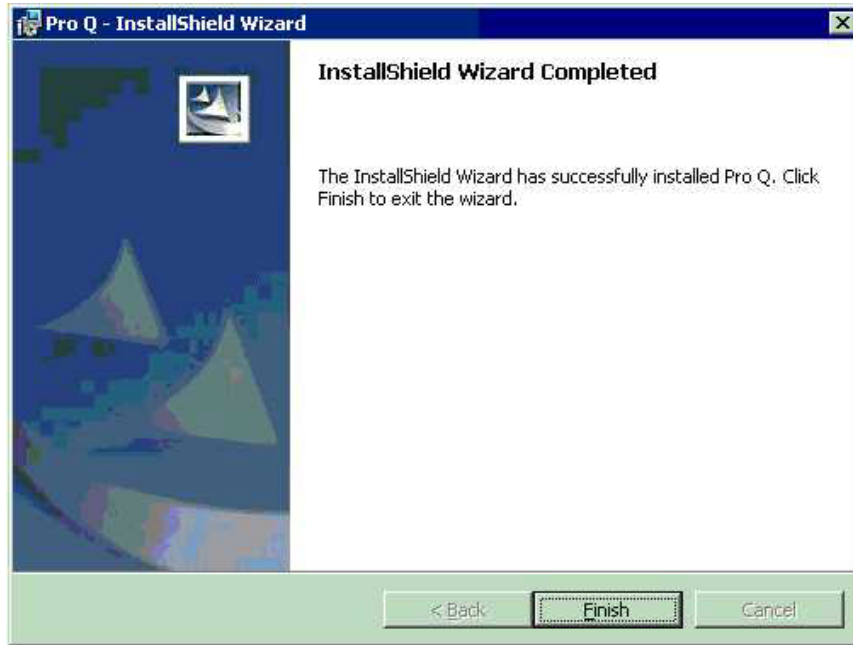 Pro Q - InstallShield Wizard
InstallShield Wizard Completed
The InstallShield Wizard has successfully installed Pro Q. Click
Finish to exit the wizard.
< Back
Finish
Cancel